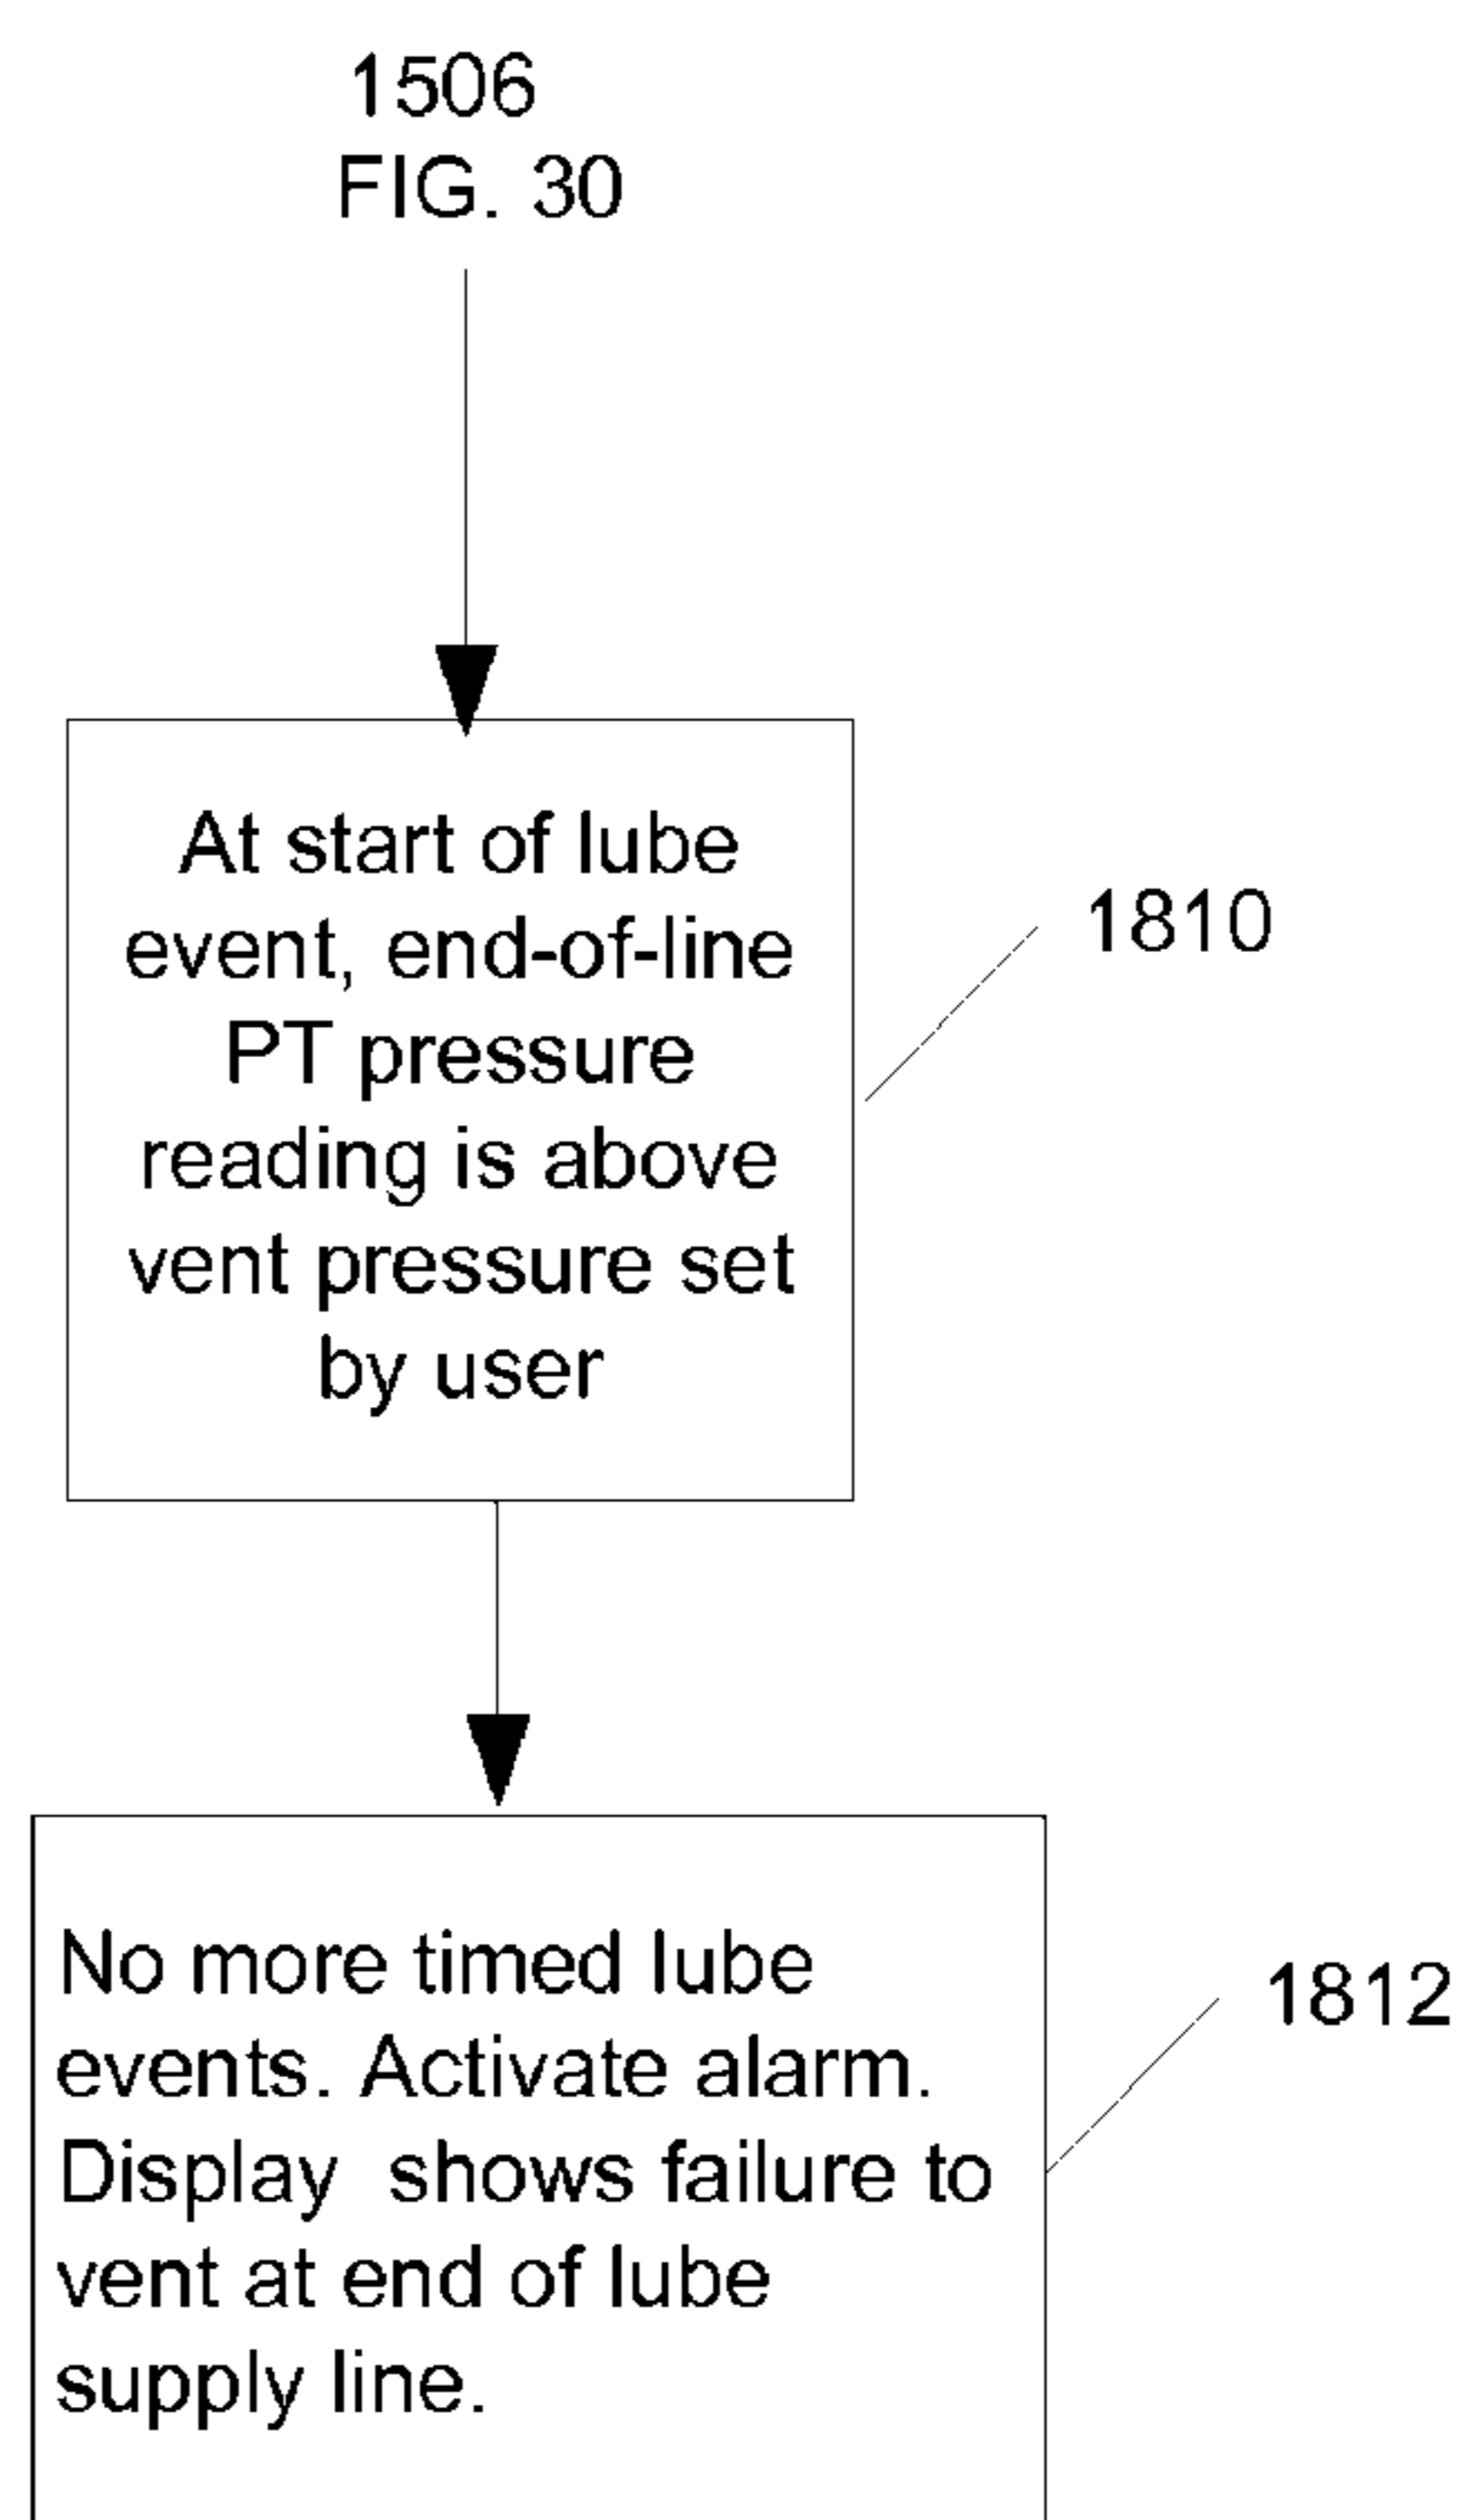 1506
FIG. 30
At start of lube
event, end-of-line
PT pressure
reading is above
vent pressure set
by user
1810
No more timed lube
events. Activate alarm.
Display  shows failure to
vent at end of lube
supply line.
1812